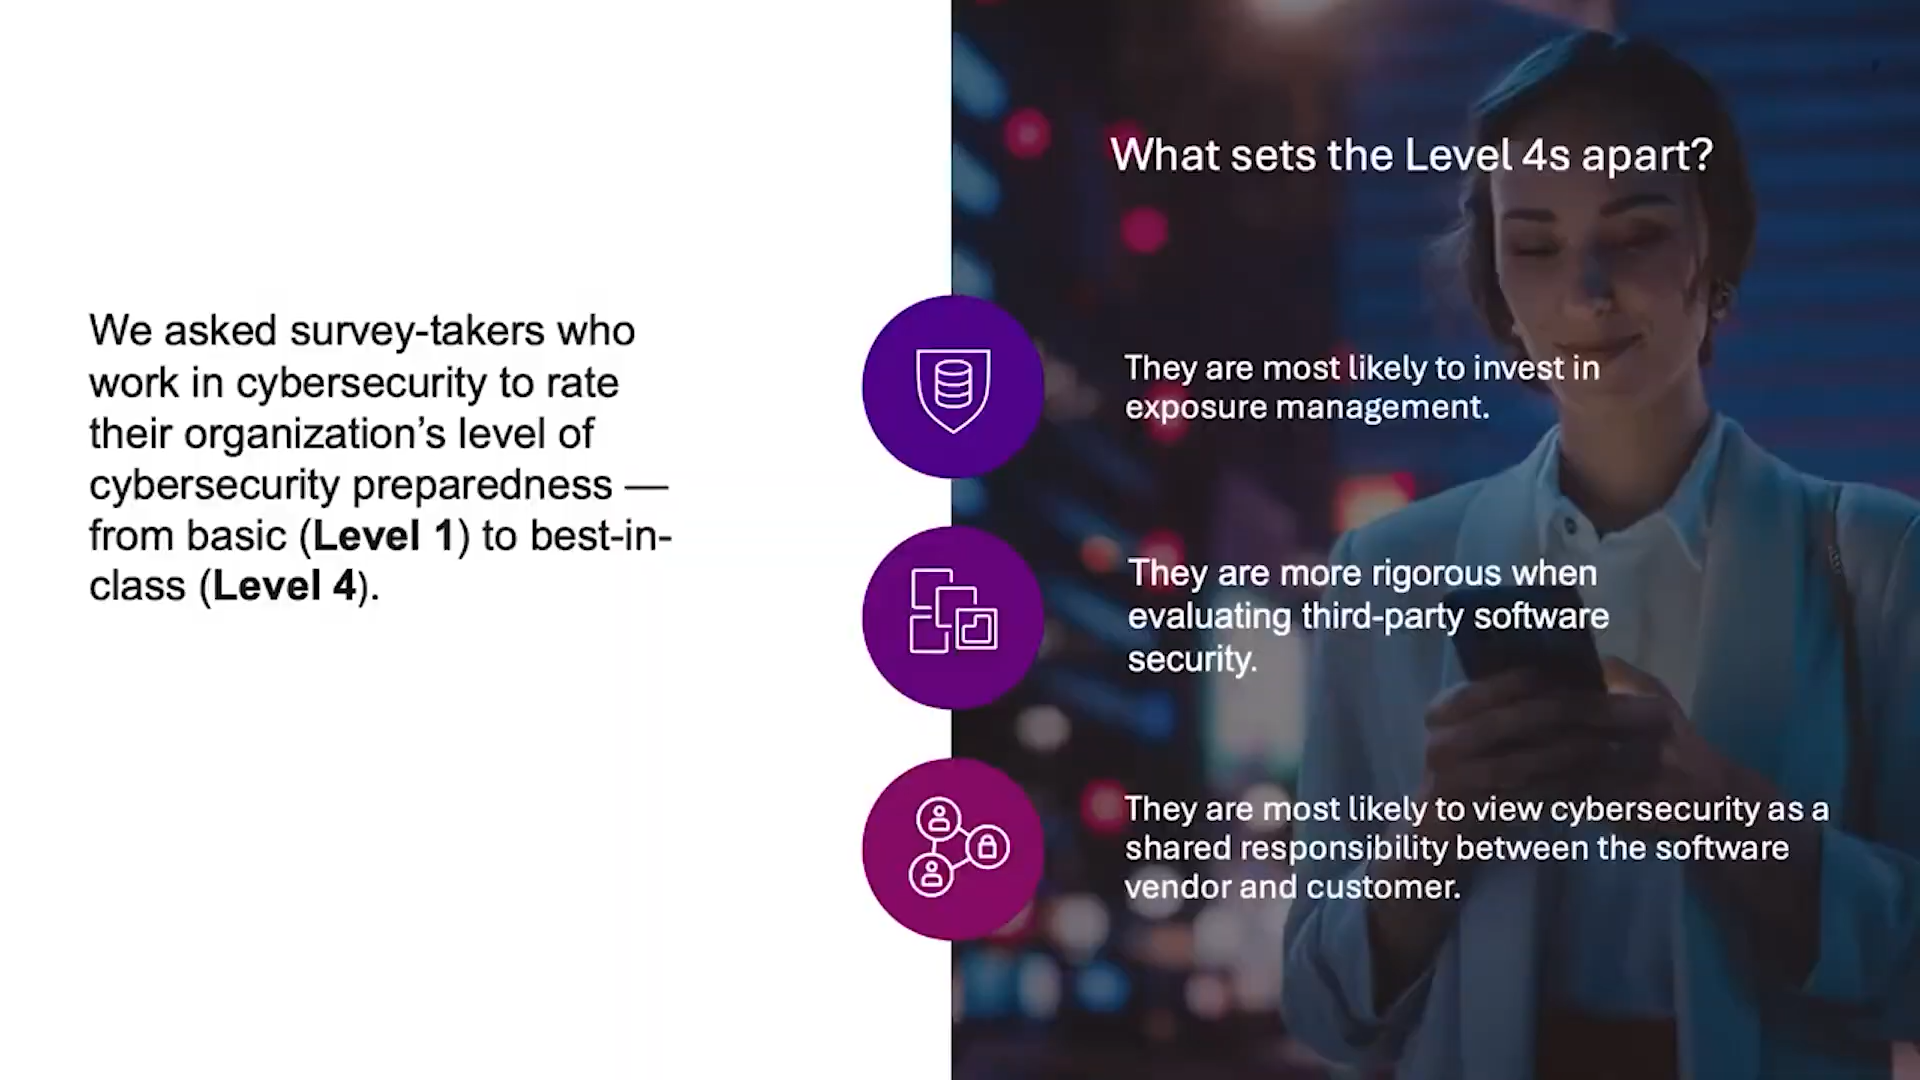 We asked survey-takers who
work in cybersecurity to rate
their organization’s level of
cybersecurity preparedness —
from basic (Level 1) to best-in-
class (Level 4).
What sets the Level 4s apart?
They are most likely to invest in
exposure management.
They are more rigorous when
evaluating third-party software
security.
They are most likely to view cybersecurity as a
shared responsibility between the software
vendor and customer.